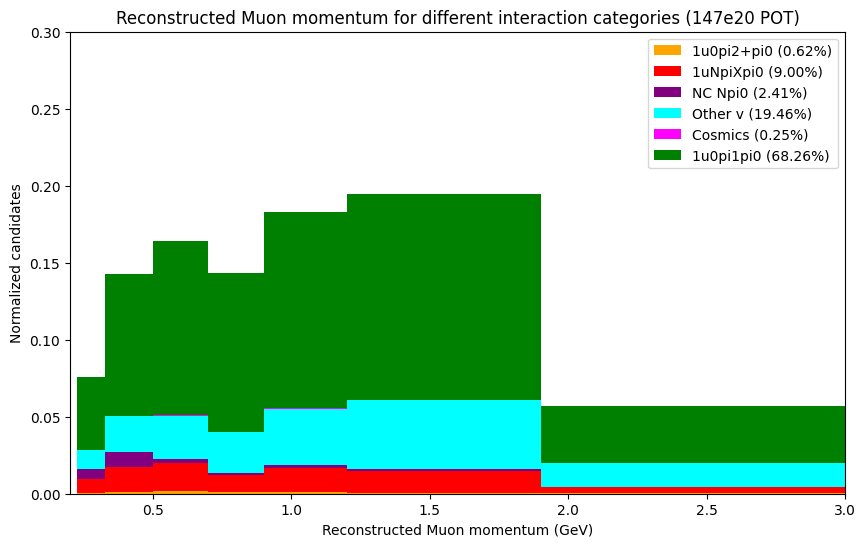 Reconstructed Muon momentum for different interaction categories (147e20 POT)
0.30
0.25
0.20
0.15
0.10
0.05
0.00
Normalized candidates
1u0pi2+pi0 (0.62%)
1uNpiXpi0 (9.00%)
NC Npi0 (2.41%)
Other v (19.46%)
Cosmics (0.25%)
1u0pi1pi0 (68.26%)
0.5
1.0
1.5
2.0
2.5
3.0
Reconstructed Muon momentum (GeV)